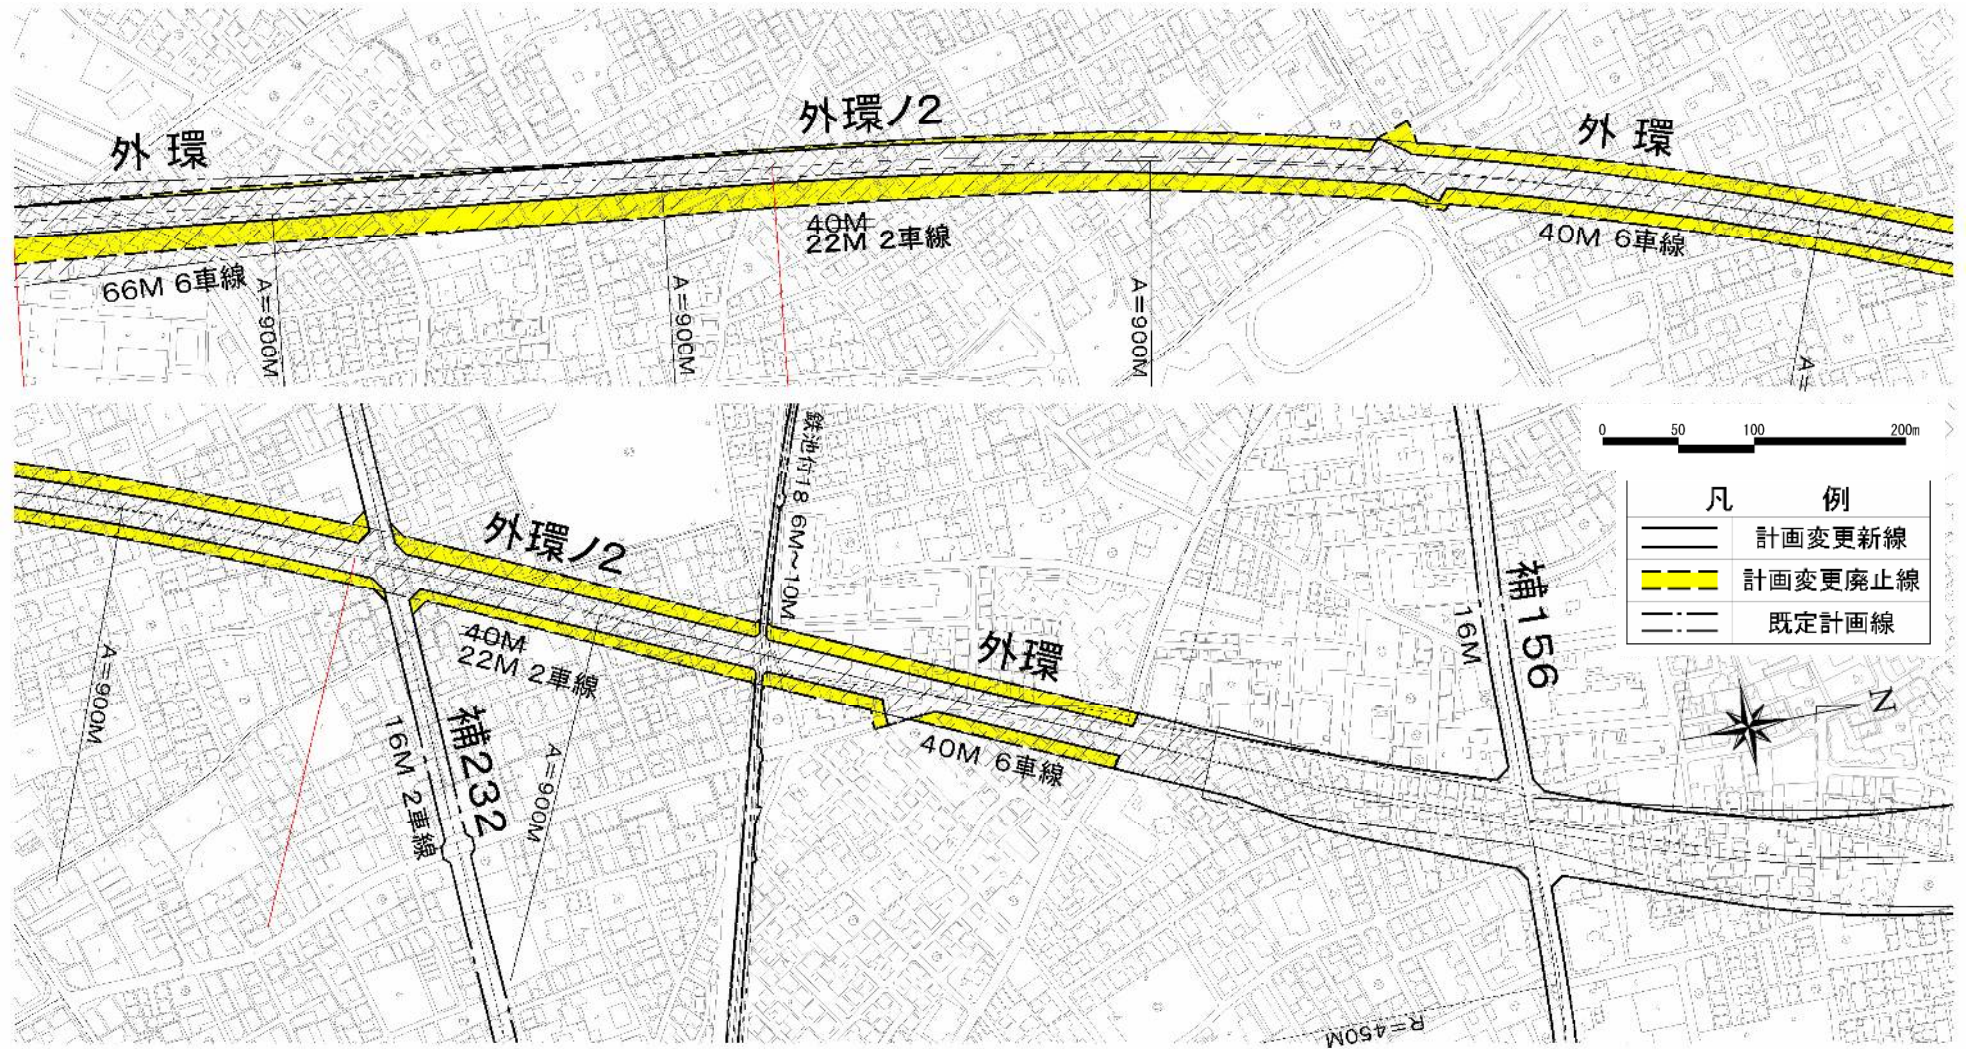 外環
外環ノ2
外環
40M
22M 2車線
40M 6車線
66M 6車線
A=900M
A=900M
A=900M
A=
鉄池付18 6M～10M
0 50 100 200m
凡 例
計画変更新線
計画変更廃止線
既定計画線
外環ノ2
補156
16M
外環
N
40M
22M 2車線
A=900M
補232
16M 2車線
A=900M
40M 6車線
R=450M